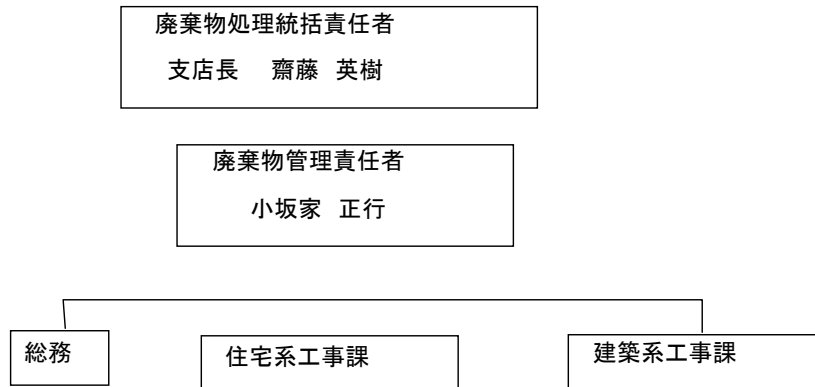 廃棄物処理統括責任者
支店長 齋藤 英樹
廃棄物管理責任者
小坂家 正行
総務
住宅系工事課
建築系工事課